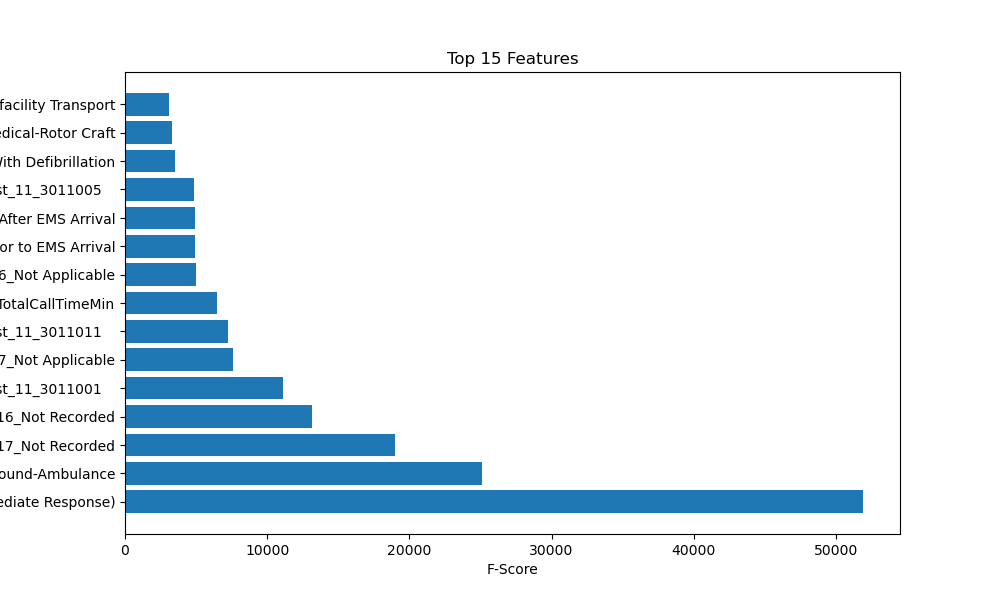 Top 15 Features
facility Transport
edical-Rotor Craft
With Defibrillation
st_11_3011005
After EMS Arrival
or to EMS Arrival
6_Not Applicable
TotalCallTimeMin
st_11_3011011
7_Not Applicable
st_11_3011001
16_Not Recorded
17_Not Recorded
ound-Ambulance
ediate Response)
0 10000 20000 30000 40000 50000
F-Score